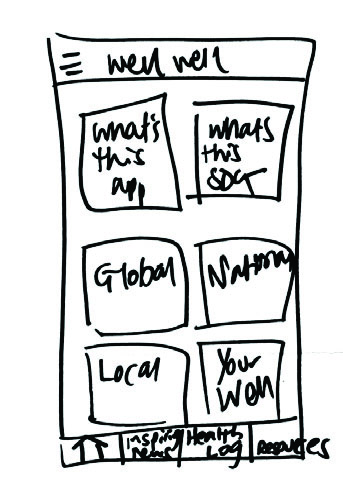 well well
what's this app
whats this SDG
Global
National
Local
Your Well
inspiring news
Health Log
Resources